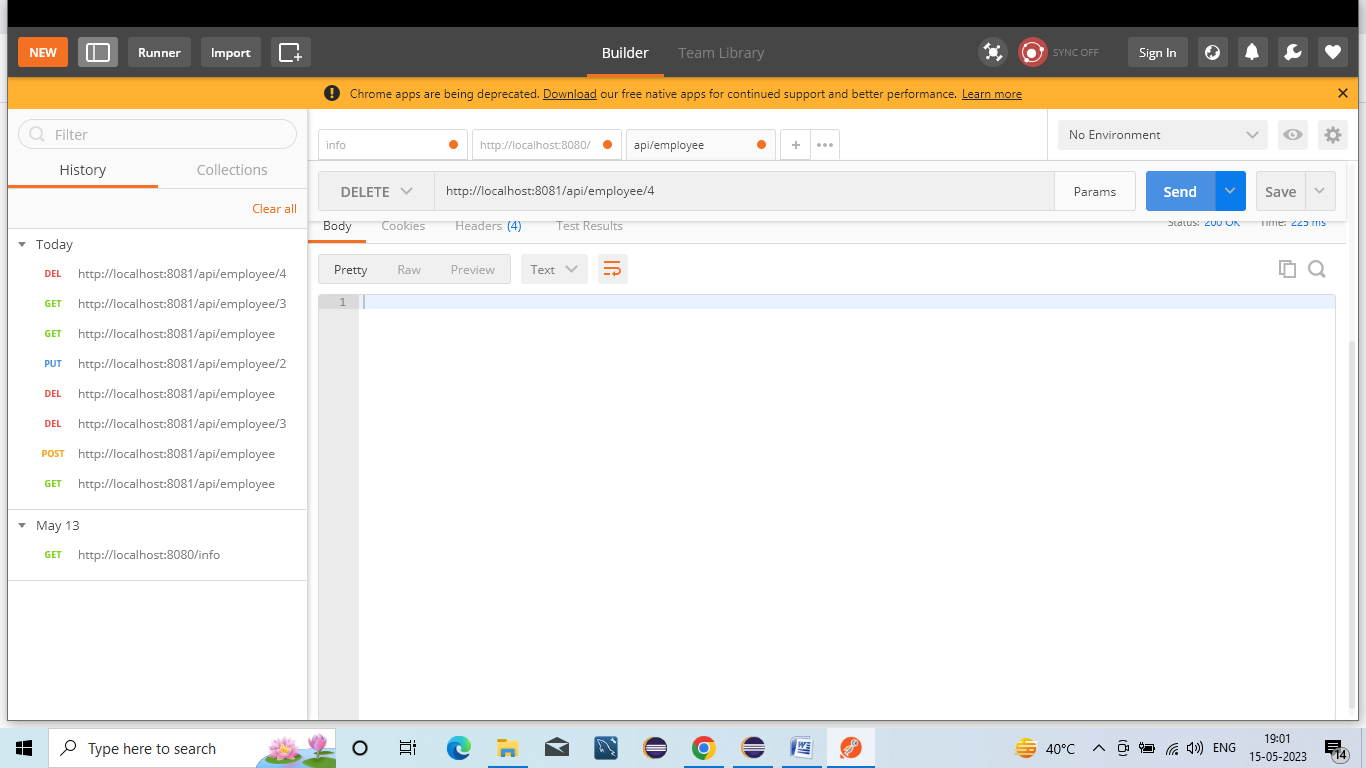 NEW Runner Import Builder Team Library SYNC OFF Sign In
Chrome apps are being deprecated. Download our free native apps for continued support and better performance. Learn more
Filter
History Collections
Clear all
Today
DEL http://localhost:8081/api/employee/4
GET http://localhost:8081/api/employee/3
GET http://localhost:8081/api/employee
PUT http://localhost:8081/api/employee/2
DEL http://localhost:8081/api/employee
DEL http://localhost:8081/api/employee/3
POST http://localhost:8081/api/employee
GET http://localhost:8081/api/employee
May 13
GET http://localhost:8080/info
info http://localhost:8080/ api/employee
No Environment
DELETE http://localhost:8081/api/employee/4 Params Send Save
Body Cookies Headers (4) Test Results Status: 200 OK Time: 225 ms
Pretty Raw Preview Text
1
Type here to search
40°C ENG
19:01
15-05-2023
14